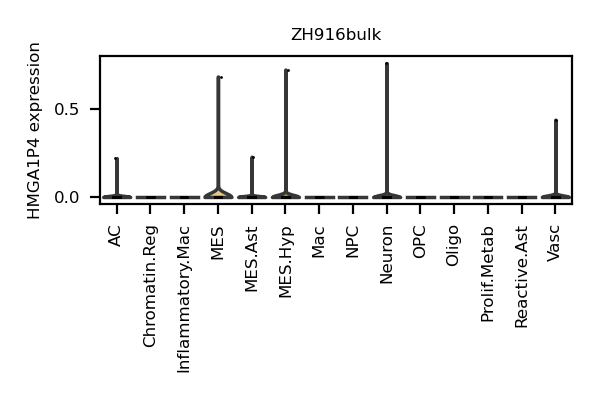 ZH916bulk
HMGA1P4 expression
0.5
0.0
AC
Chromatin.Reg
Inflammatory.Mac
MES
MES.Ast
MES.Hyp
Mac
NPC
Neuron
OPC
Oligo
Prolif.Metab
Reactive.Ast
Vasc